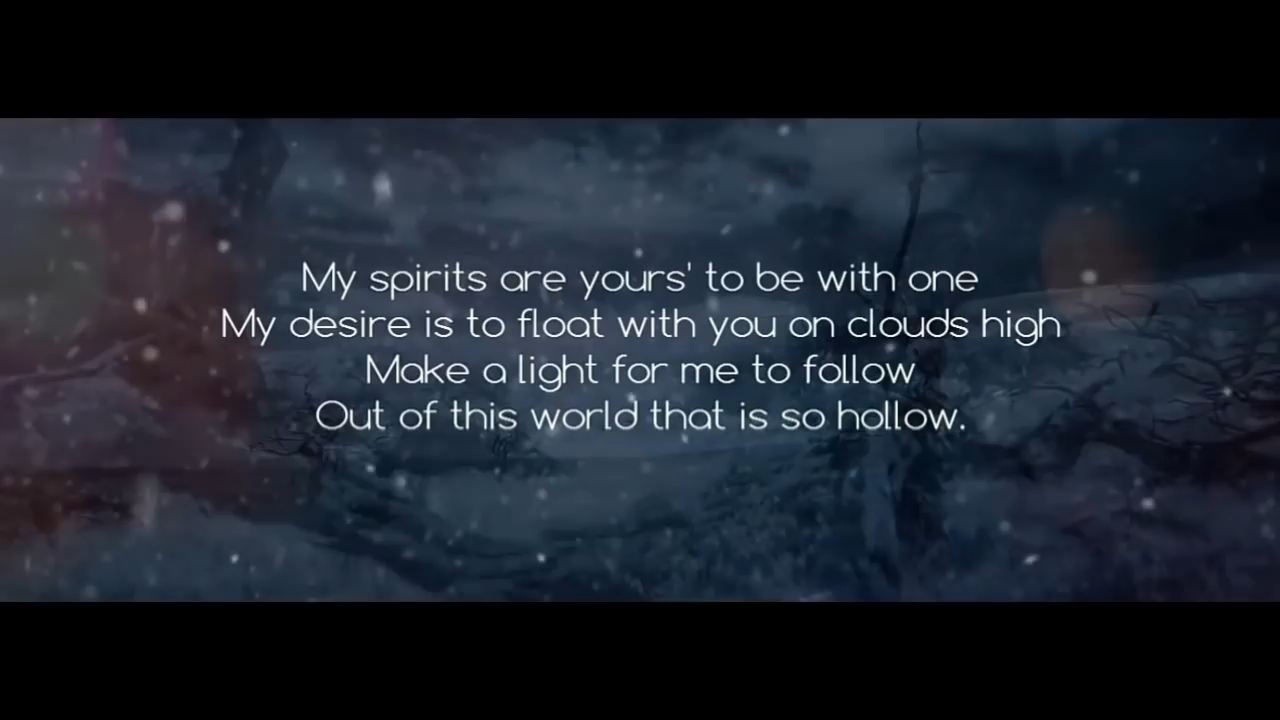 My spirits are yours' to be with one
My desire is to float with you on clouds high
Make a light for me to follow
Out of this world that is so hollow.